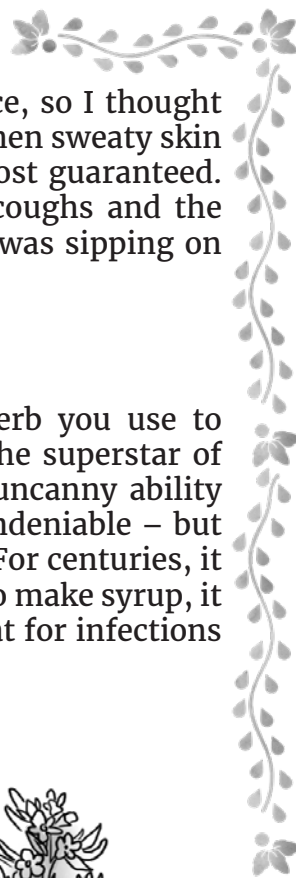 ce, so I thought
hen sweaty skin
ost guaranteed.
coughs and the
was sipping on
erb you use to
he superstar of
uncanny ability
ndeniable – but
For centuries, it
o make syrup, it
at for infections